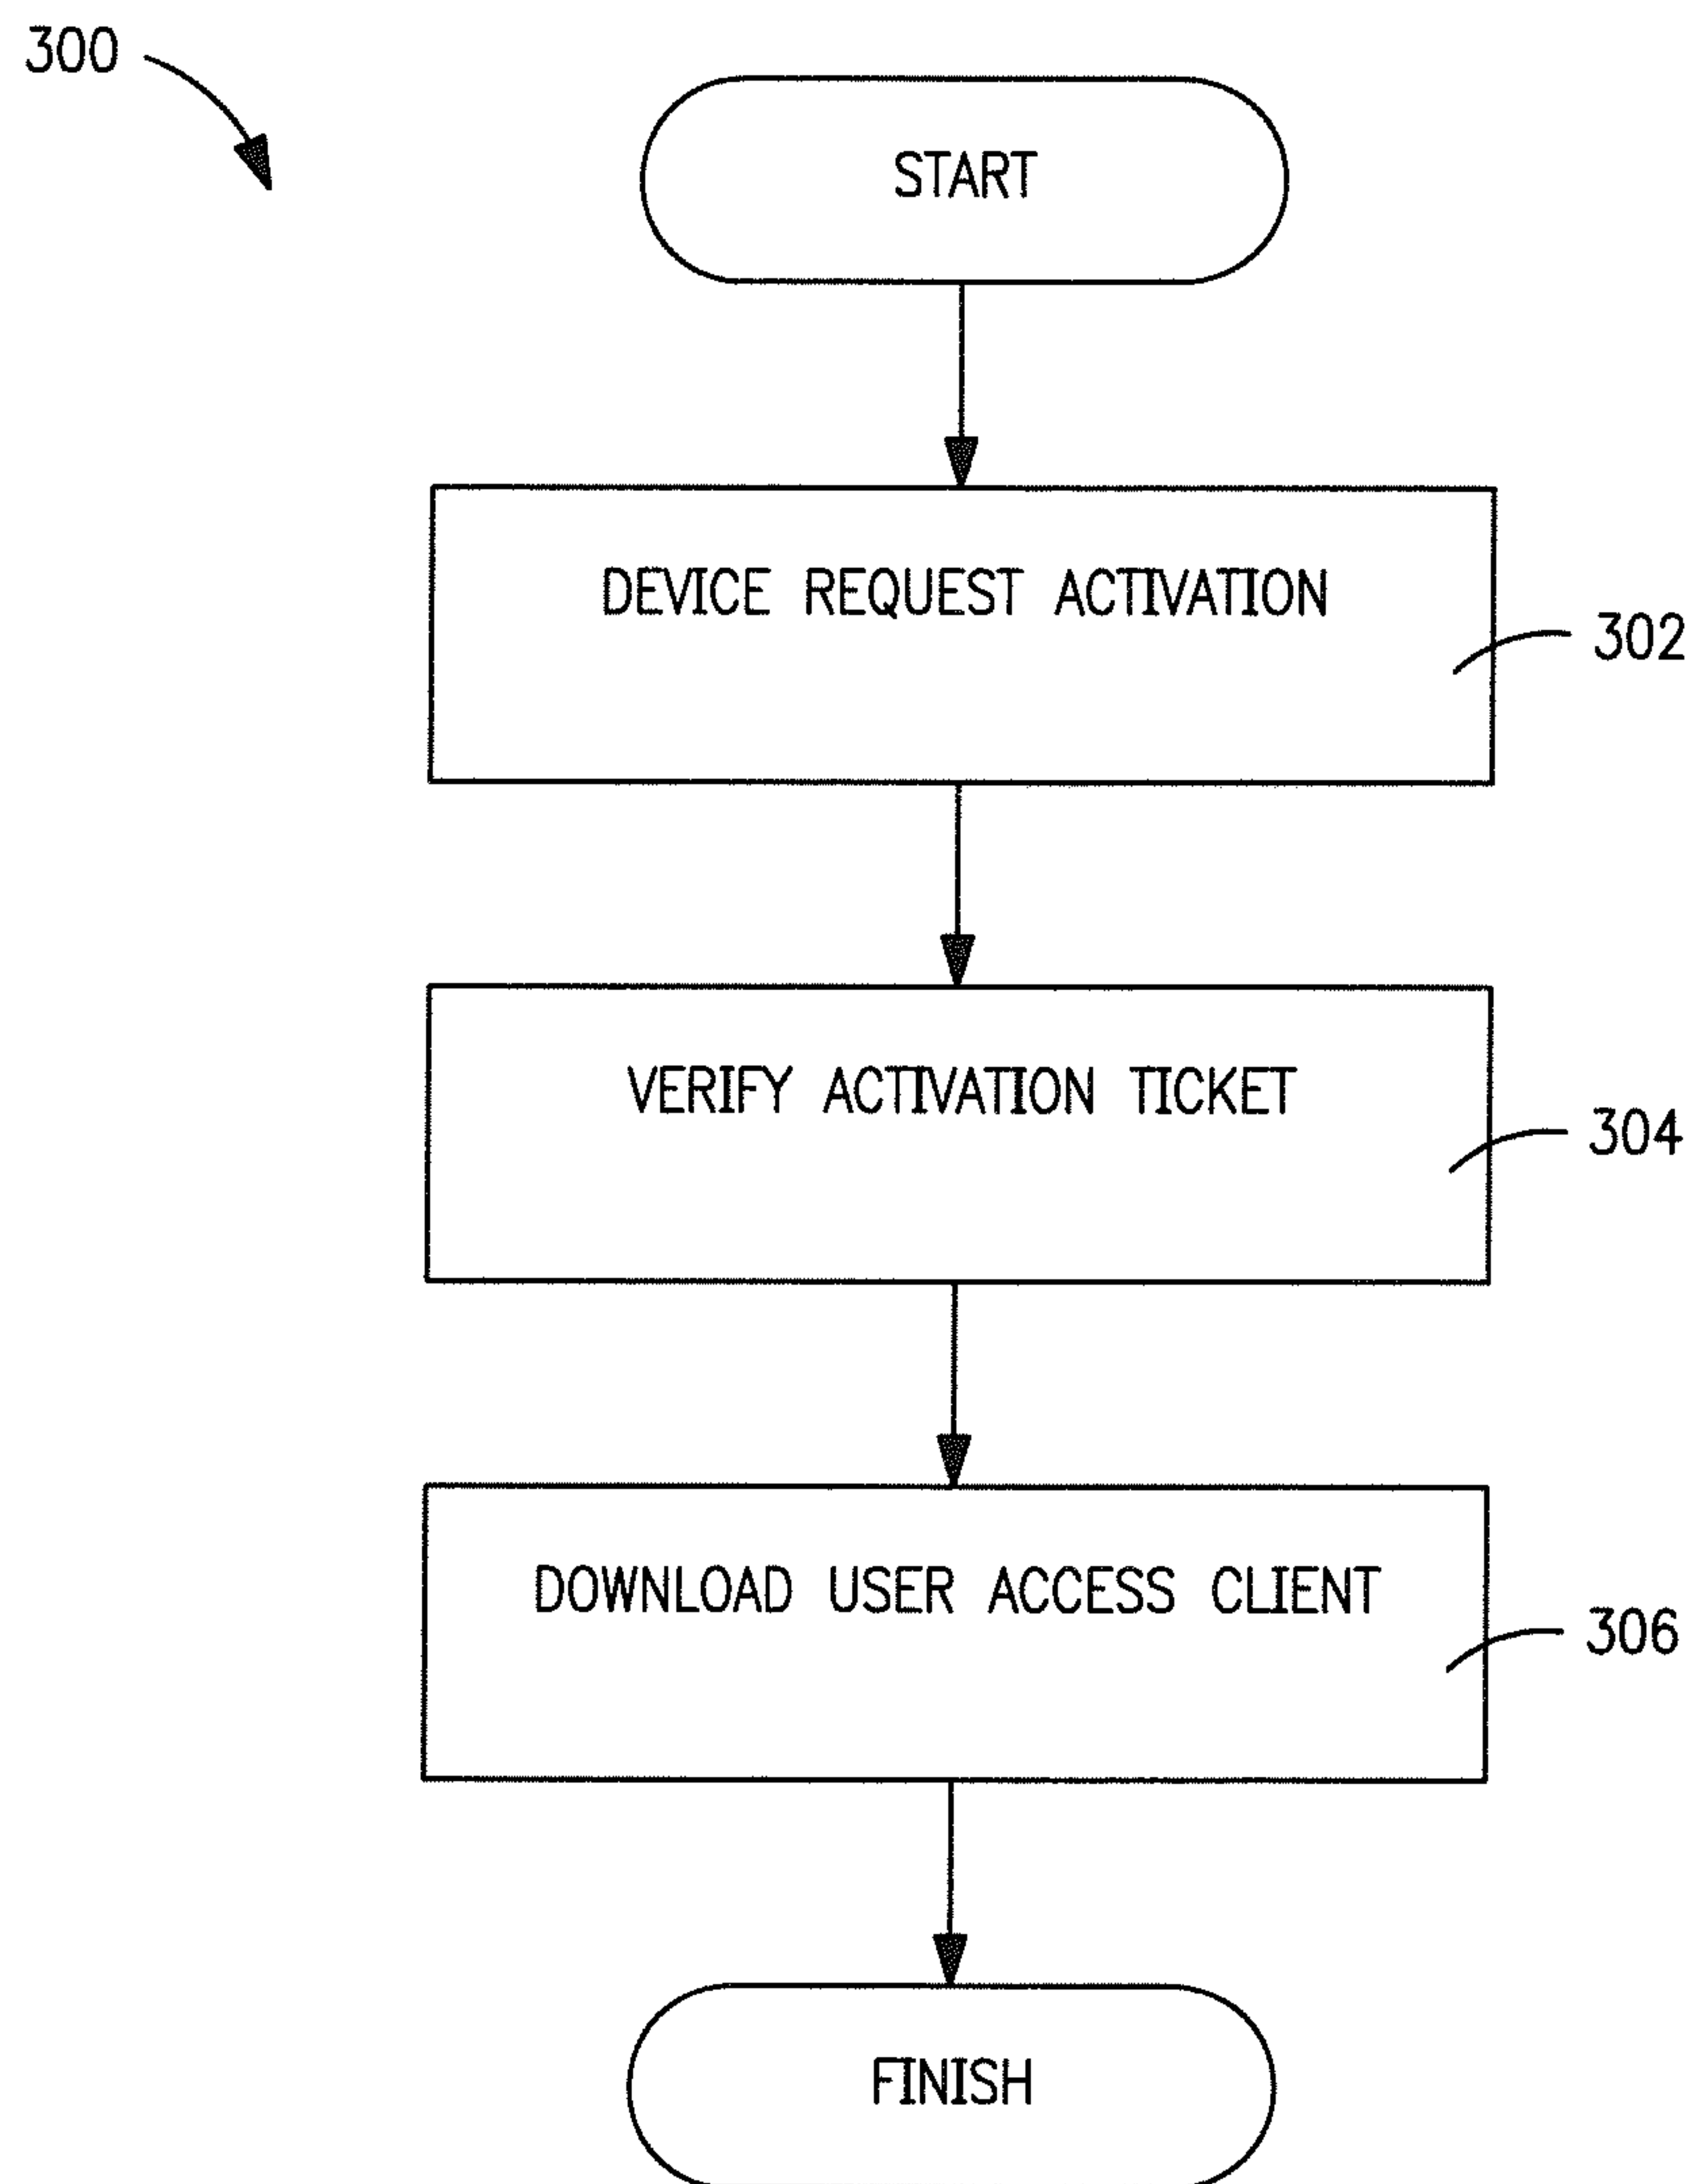 300
START
DEVICE REQUEST ACTIVATION
302
VERIFY ACTIVATION TICKET
304
DOWNLOAD USER ACCESS CLIENT
306
FINISH